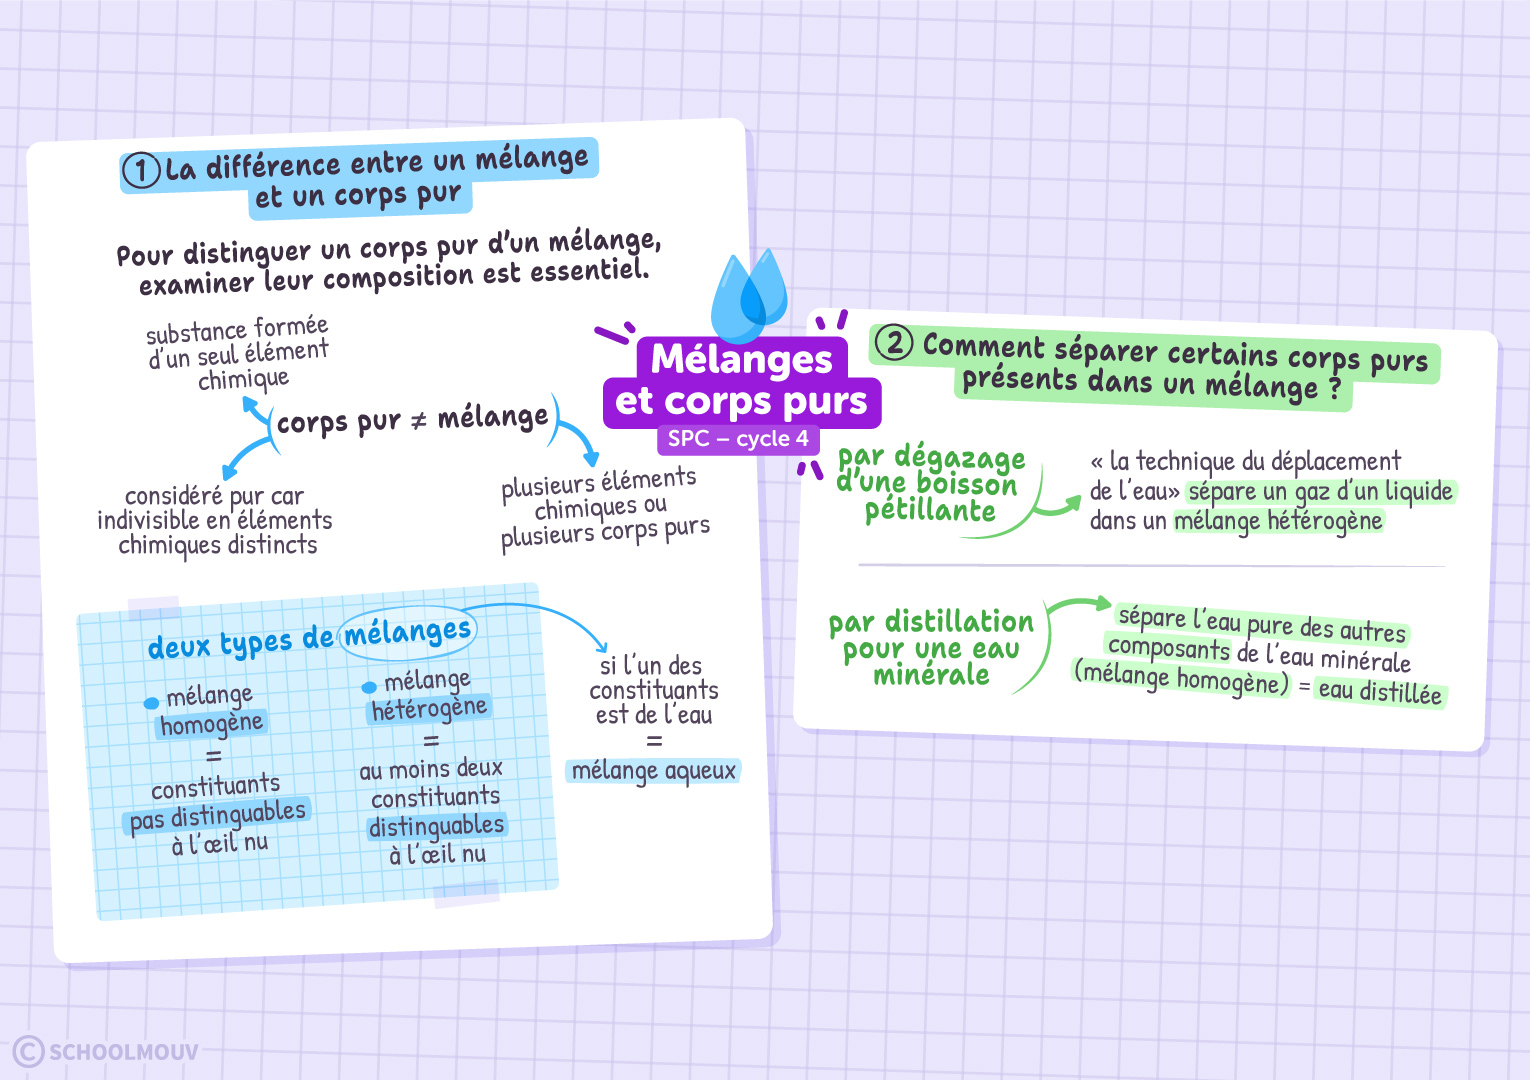 ① La différence entre un mélange
et un corps pur
Pour distinguer un corps pur d'un mélange,
examiner leur composition est essentiel.
substance formée
d'un seul élément
chimique
corps pur ≠ mélange
considéré pur car
indivisible en éléments
chimiques distincts
plusieurs éléments
chimiques ou
plusieurs corps purs
deux types de mélanges
mélange
homogène
=
constituants
pas distinguables
à l'œil nu
mélange
hétérogène
=
au moins deux
constituants
distinguables
à l'œil nu
si l'un des
constituants
est de l'eau
=
mélange aqueux
Mélanges
et corps purs
SPC – cycle 4
② Comment séparer certains corps purs
présents dans un mélange ?
par dégazage
d'une boisson
pétillante
« la technique du déplacement
de l'eau» sépare un gaz d'un liquide
dans un mélange hétérogène
par distillation
pour une eau
minérale
sépare l'eau pure des autres
composants de l'eau minérale
(mélange homogène) = eau distillée
© SCHOOLMOUV